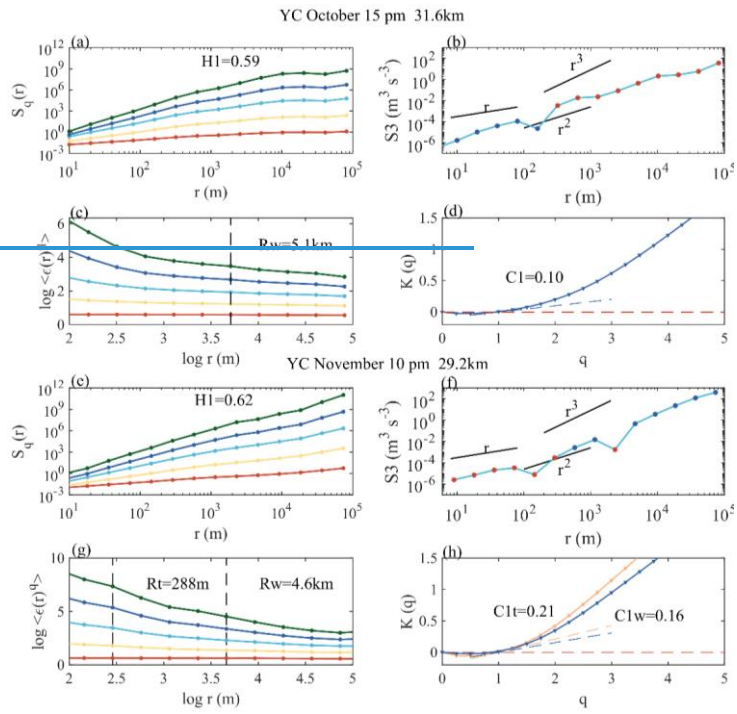 YC October 15 pm 31.6km
(a) H1=0.59
10^12 10^9 10^6 10^3 10^0 10^-3
S_q(r)
10^1 10^2 10^3 10^4 10^5
r (m)
(b) r r^2 r^3
10^2 10^0 10^-2 10^-4 10^-6
S3 (m^3 s^-3)
10^1 10^2 10^3 10^4 10^5
r (m)
(c) Rw=5.1km
6 4 2 0
2 2.5 3 3.5 4 4.5 5
log r (m)
(d) C1=0.10
1.5 1 0.5 0
K (q)
0 1 2 3 4 5
q
YC November 10 pm 29.2km
(e) H1=0.62
10^12 10^9 10^6 10^3 10^0 10^-3
S_q(r)
10^1 10^2 10^3 10^4 10^5
r (m)
(f) r r^2 r^3
10^2 10^0 10^-2 10^-4 10^-6
S3 (m^3 s^-3)
10^1 10^2 10^3 10^4 10^5
r (m)
(g) Rt=288m Rw=4.6km
10 5 0
log <ϵ(r)^q>
2 2.5 3 3.5 4 4.5 5
log r (m)
(h) C1t=0.21 C1w=0.16
1.5 1 0.5 0
K (q)
0 1 2 3 4 5
q